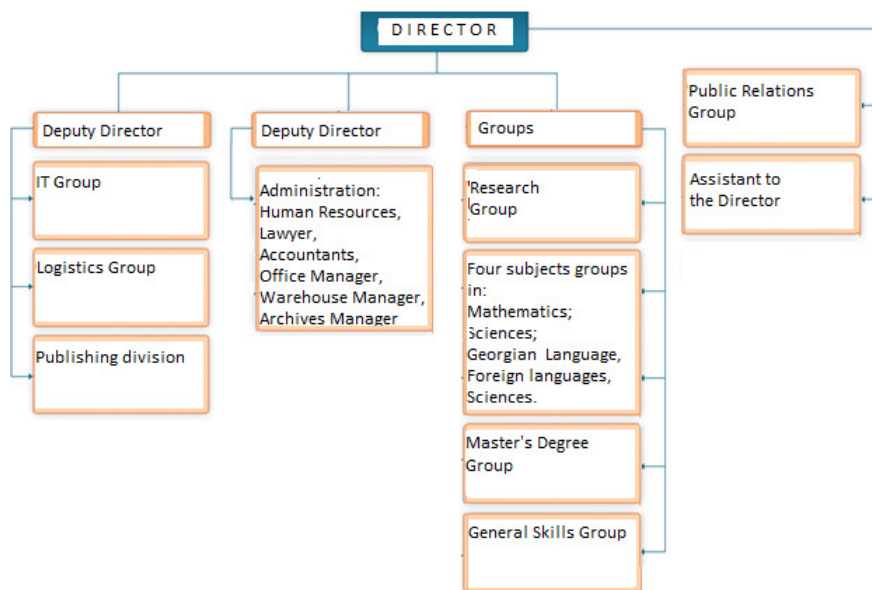 DIRECTOR
Deputy Director
IT Group
Logistics Group
Publishing division
Deputy Director
Administration:
Human Resources,
Lawyer,
Accountants,
Office Manager,
Warehouse Manager,
Archives Manager
Groups
Research
Group
Four subjects groups
in:
Mathematics;
Sciences;
Georgian Language,
Foreign languages,
Sciences.
Master's Degree
Group
General Skills Group
Public Relations
Group
Assistant to
the Director